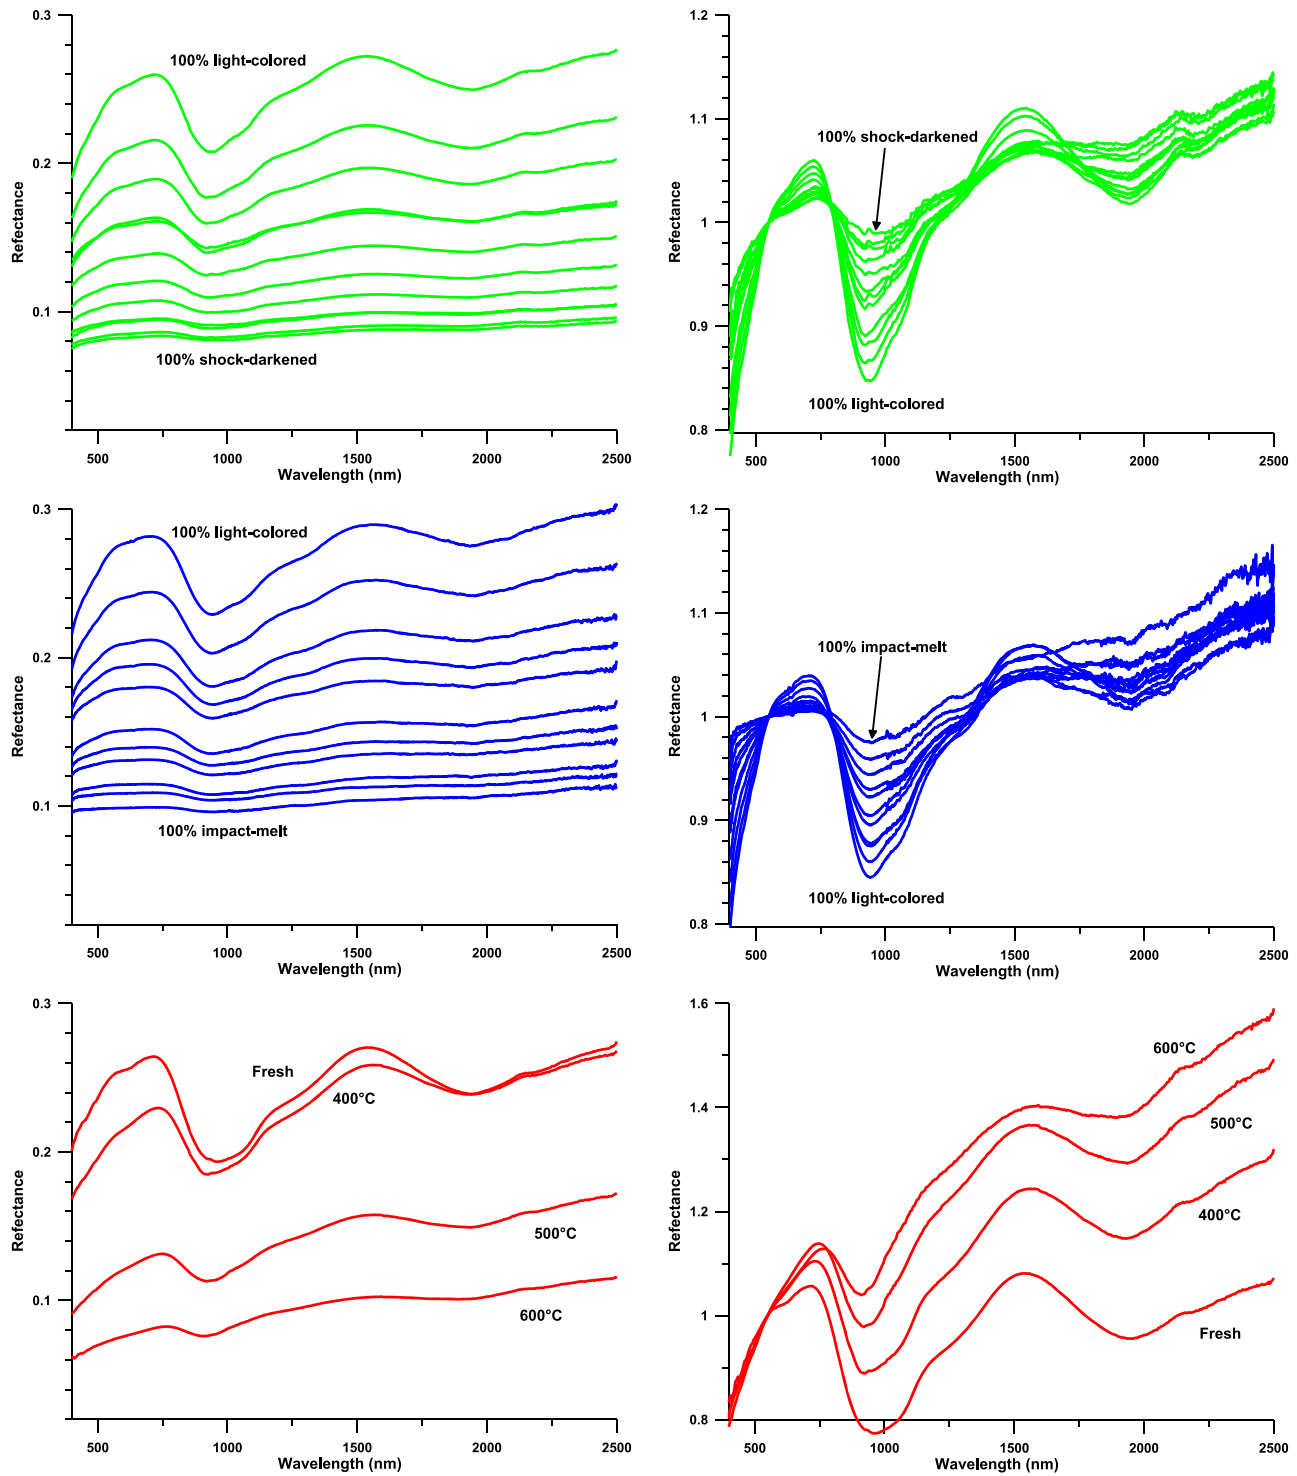 0.3
0.2
0.1
Refectance
100% light-colored
100% shock-darkened
500
1000
1500
2000
2500
Wavelength (nm)
1.2
1.1
1
0.9
0.8
Refectance
100% shock-darkened
100% light-colored
500
1000
1500
2000
2500
Wavelength (nm)
0.3
0.2
0.1
Refectance
100% light-colored
100% impact-melt
500
1000
1500
2000
2500
Wavelength (nm)
1.2
1.1
1
0.9
0.8
Refectance
100% impact-melt
100% light-colored
500
1000
1500
2000
2500
Wavelength (nm)
0.3
0.2
0.1
Refectance
Fresh
400°C
500°C
600°C
500
1000
1500
2000
2500
Wavelength (nm)
1.6
1.4
1.2
1
0.8
Refectance
600°C
500°C
400°C
Fresh
500
1000
1500
2000
2500
Wavelength (nm)